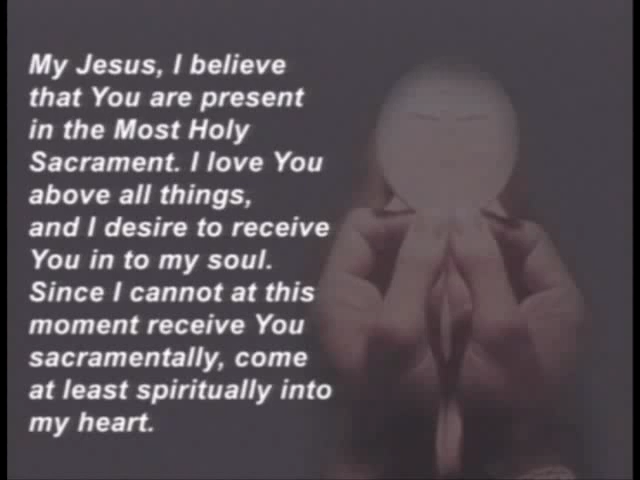 My Jesus, I believe
that You are present
in the Most Holy
Sacrament. I love You
above all things,
and I desire to receive
You in to my soul.
Since I cannot at this
moment receive You
sacramentally, come
at least spiritually into
my heart.